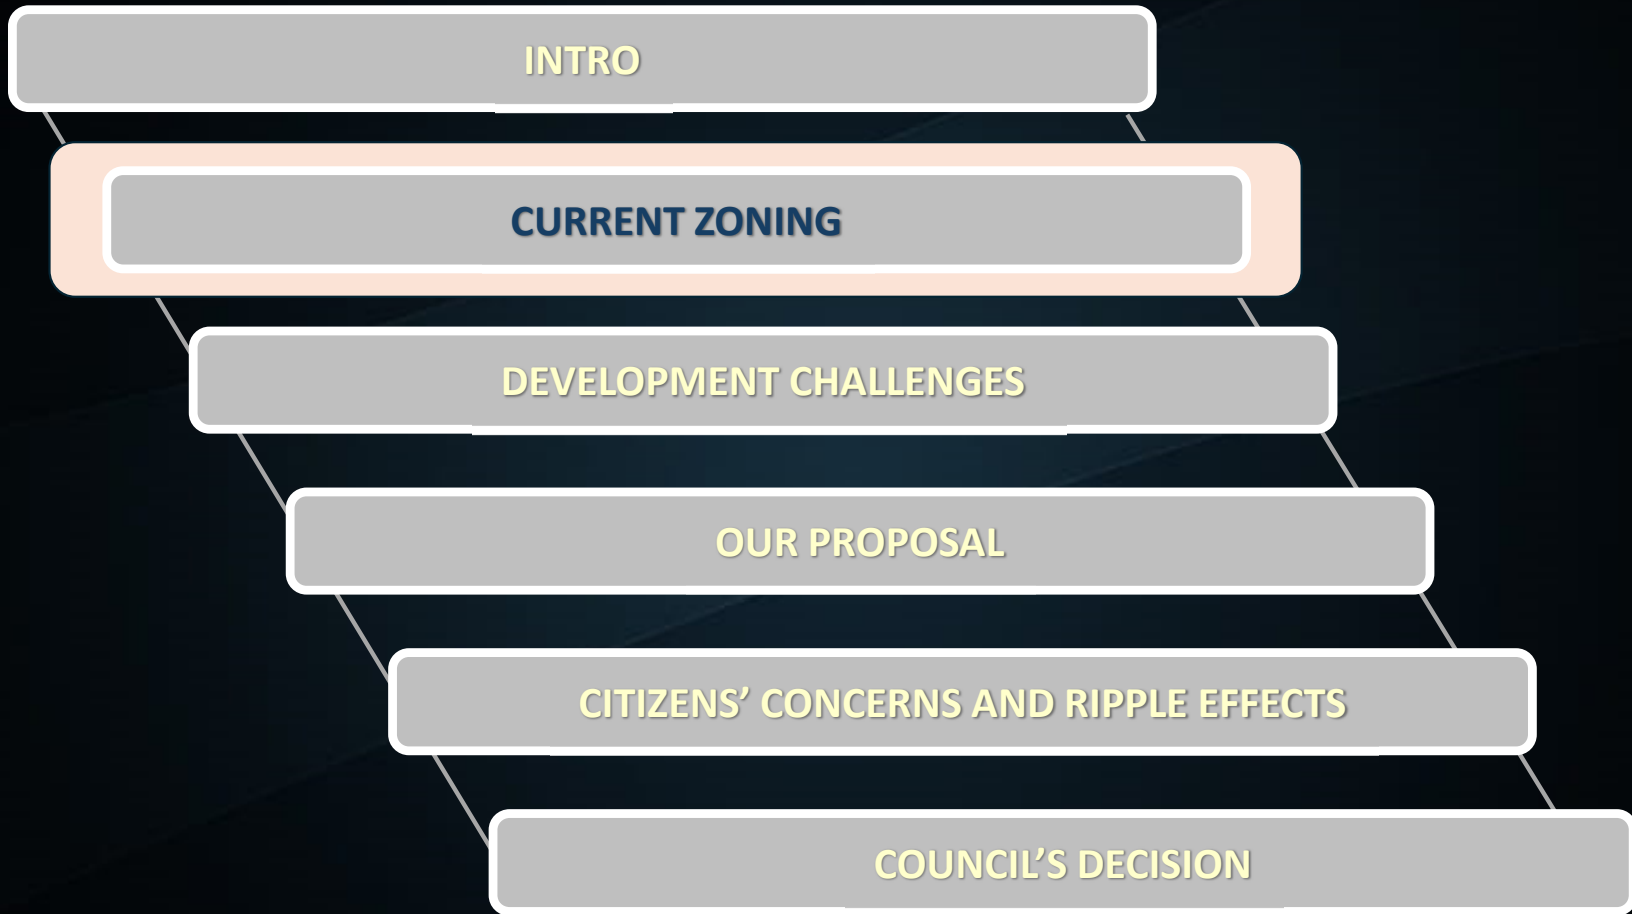 INTRO
CURRENT ZONING
DEVELOPMENT CHALLENGES
OUR PROPOSAL
CITIZENS’ CONCERNS AND RIPPLE EFFECTS
COUNCIL’S DECISION